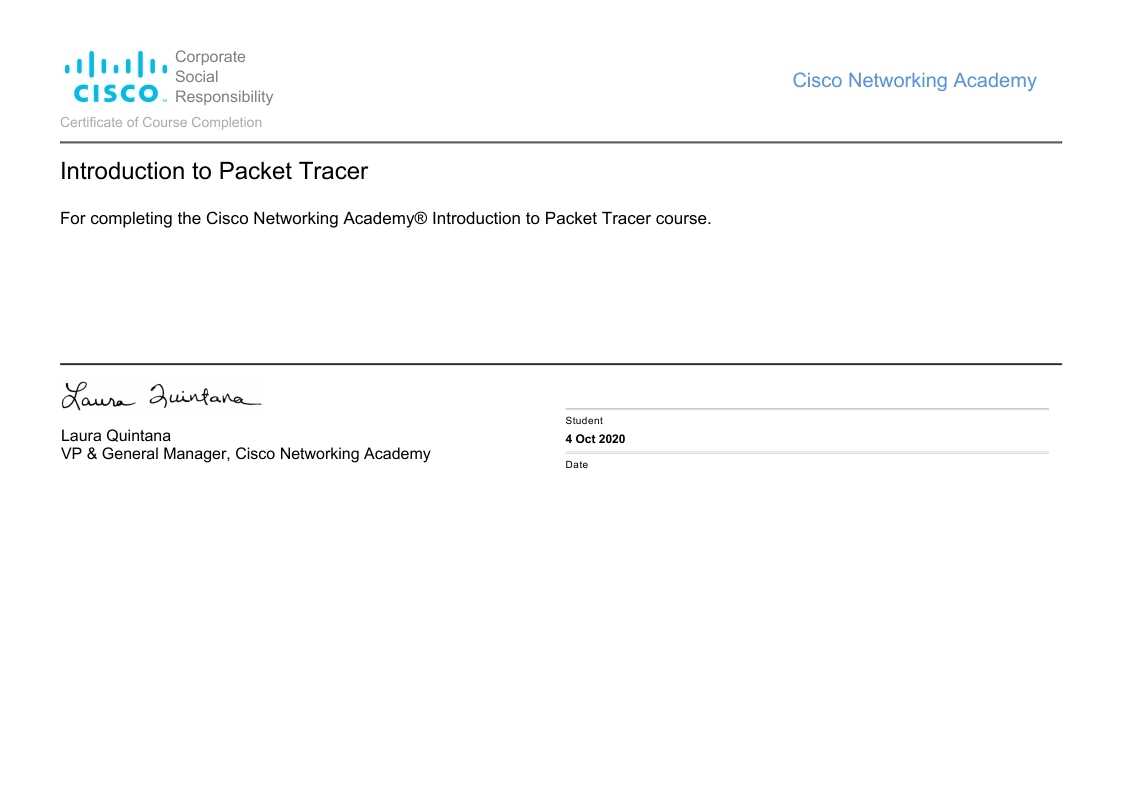 Corporate
Social
Responsibility
CISCO™
Cisco Networking Academy
Certificate of Course Completion
Introduction to Packet Tracer
For completing the Cisco Networking Academy® Introduction to Packet Tracer course.
Laura Quintana
Laura Quintana
VP & General Manager, Cisco Networking Academy
Student
4 Oct 2020
Date